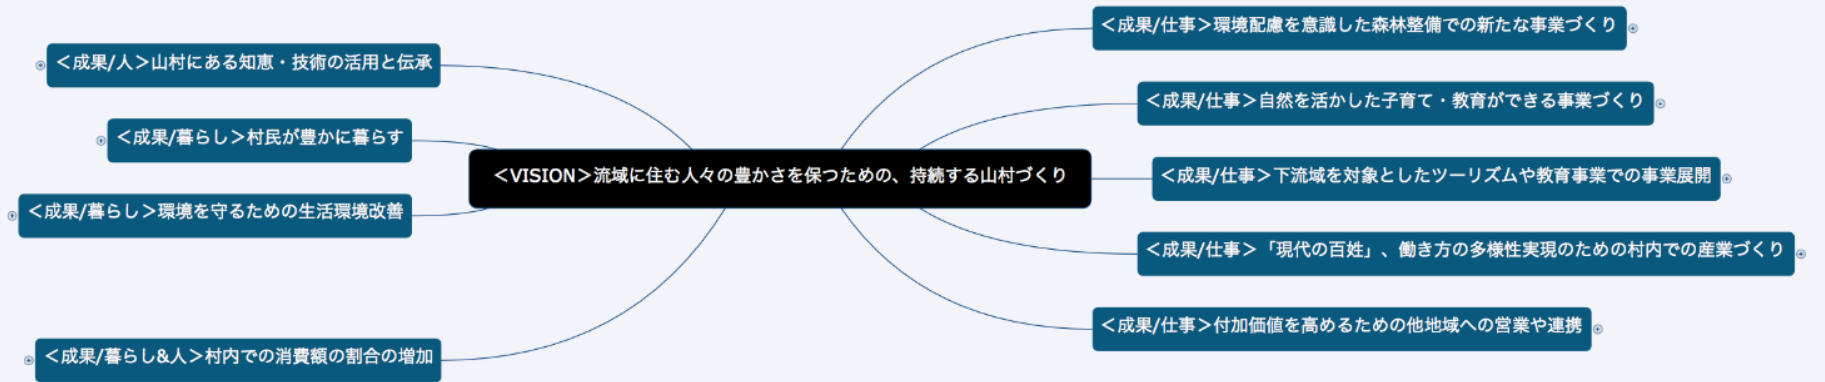 ＜成果/人＞山村にある知恵・技術の活用と伝承
＜成果/暮らし＞村民が豊かに暮らす
＜成果/暮らし＞環境を守るための生活環境改善
＜成果/暮らし&人＞村内での消費額の割合の増加
＜VISION＞流域に住む人々の豊かさを保つための、持続する山村づくり
＜成果/仕事＞環境配慮を意識した森林整備での新たな事業づくり
＜成果/仕事＞自然を活かした子育て・教育ができる事業づくり
＜成果/仕事＞下流域を対象としたツーリズムや教育事業での事業展開
＜成果/仕事＞「現代の百姓」、働き方の多様性実現のための村内での産業づくり
＜成果/仕事＞付加価値を高めるための他地域への営業や連携